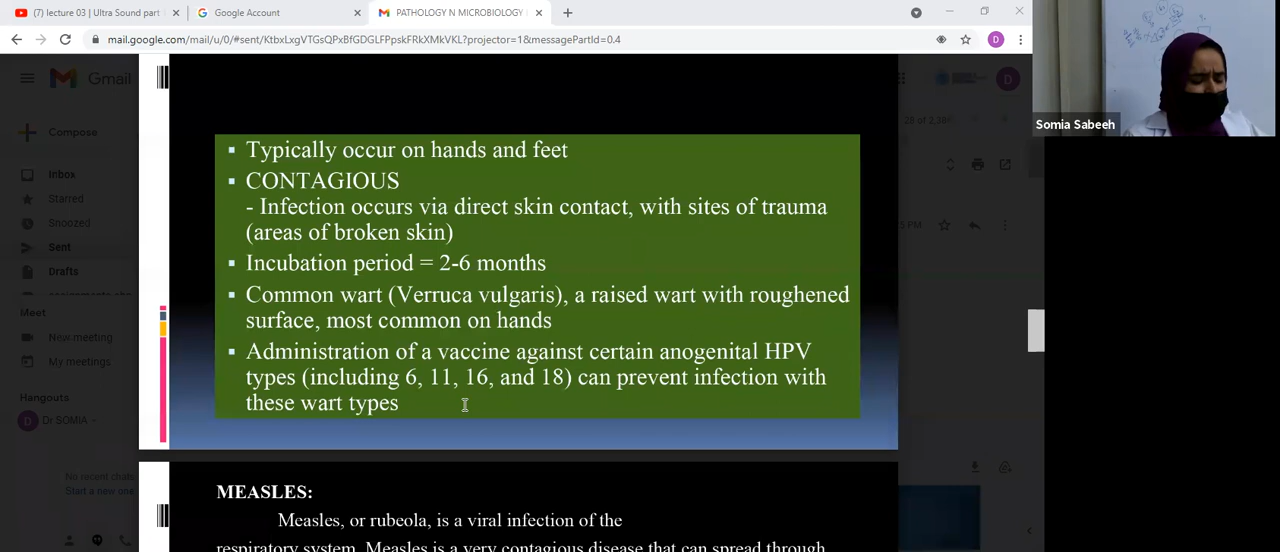 (7) lecture 03 | Ultra Sound part
Google Account
PATHOLOGY N MICROBIOLOGY
mail.google.com/mail/u/0/#sent/KtbxLxgVTGsQPxBfGDGLFPpskFRkXMkVKL?projector=1&messagePartId=0.4
D
Gmail
D
Compose
Inbox
Starred
Snoozed
Sent
Drafts
Meet
New meeting
My meetings
Hangouts
Dr SOMIA
No recent chats
Start a new one
Somia Sabeeh
▪ Typically occur on hands and feet
▪ CONTAGIOUS
- Infection occurs via direct skin contact, with sites of trauma
(areas of broken skin)
▪ Incubation period = 2-6 months
▪ Common wart (Verruca vulgaris), a raised wart with roughened
surface, most common on hands
▪ Administration of a vaccine against certain anogenital HPV
types (including 6, 11, 16, and 18) can prevent infection with
these wart types
MEASLES:
Measles, or rubeola, is a viral infection of the
respiratory system. Measles is a very contagious disease that can spread through